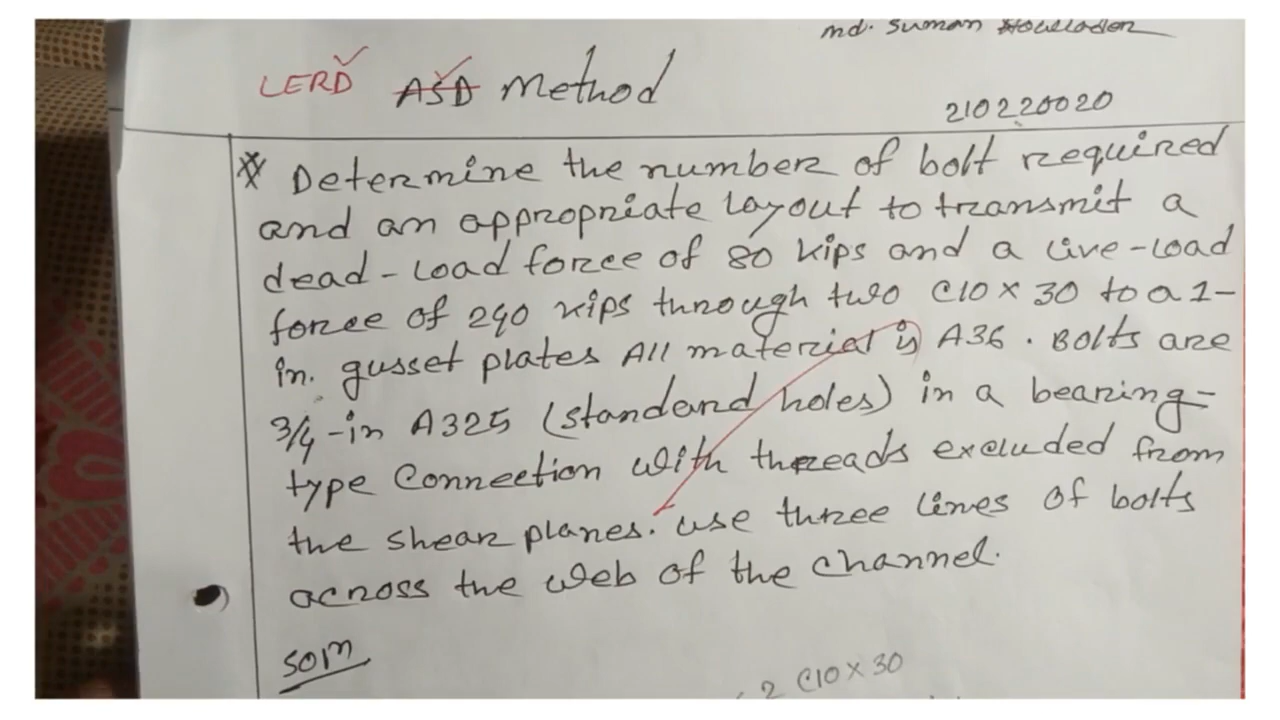 md. Suman Howlader
LERD ASD Method
210220020
* Determine the number of bolt required
and an appropriate layout to transmit a
dead-load force of 80 kips and a live-load
force of 240 kips through two C10 x 30 to a 1-
in. gusset plates All material is A36. Bolts are
3/4-in A325 (standard holes) in a bearing-
type connection with threads excluded from
the shear planes. use three lines of bolts
across the web of the channel.
Som
2 C10 x 30